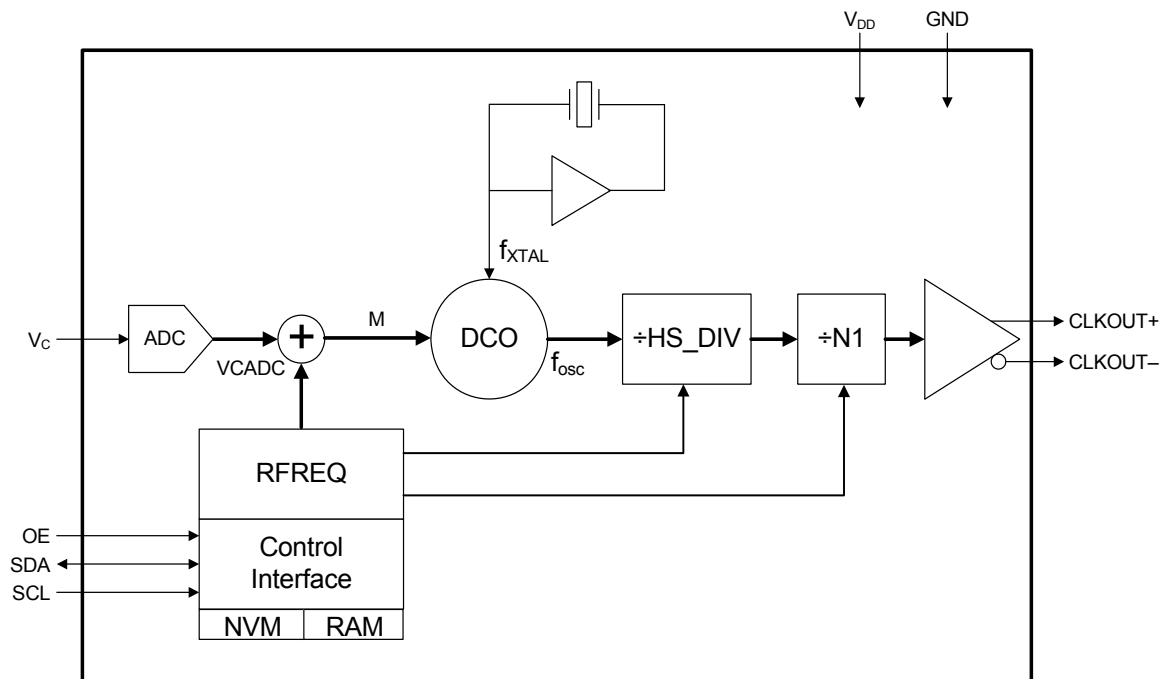 VDD
GND
fXTAL
VC
ADC
VCADC
+
M
DCO
fosc
÷HS_DIV
÷N1
CLKOUT+
CLKOUT–
RFREQ
OE
SDA
SCL
Control
Interface
NVM
RAM